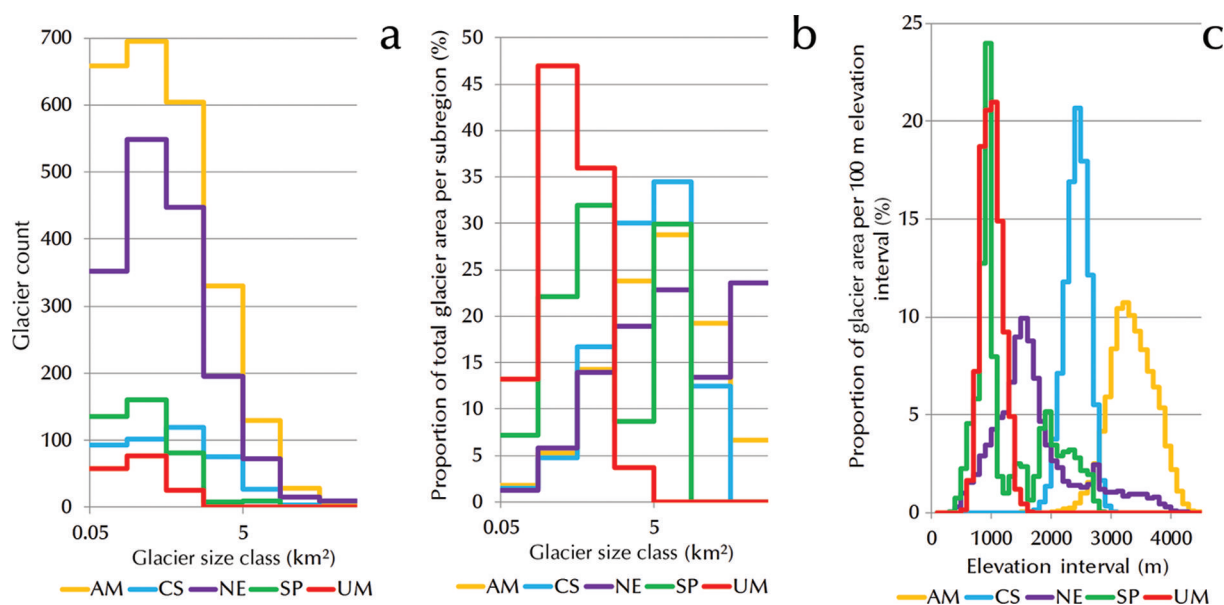 a
Glacier count
700
600
500
400
300
200
100
0
0.05
5
Glacier size class (km²)
AM
CS
NE
SP
UM
b
Proportion of total glacier area per subregion (%)
50
45
40
35
30
25
20
15
10
5
0
0.05
5
Glacier size class (km²)
AM
CS
NE
SP
UM
c
Proportion of glacier area per 100 m elevation
interval (%)
25
20
15
10
5
0
0
1000
2000
3000
4000
Elevation interval (m)
AM
CS
NE
SP
UM